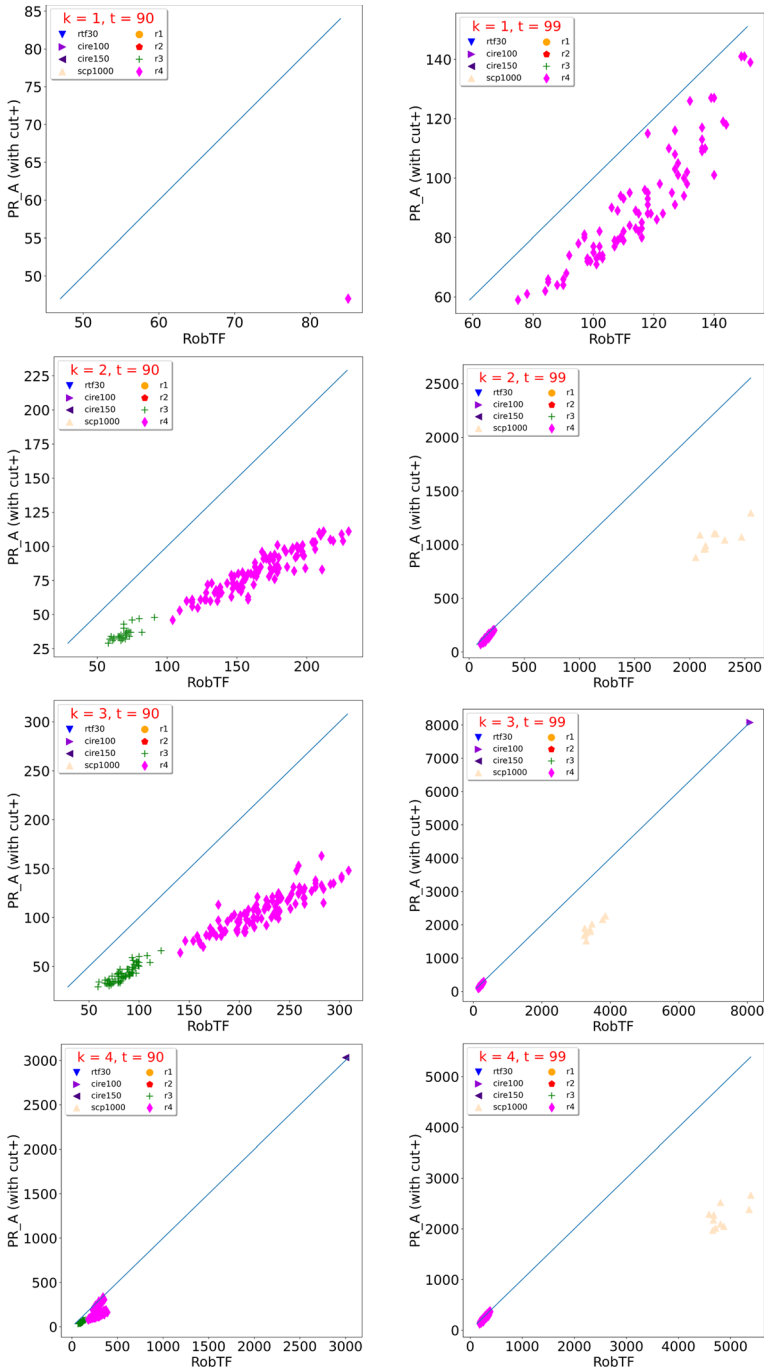 k = 1, t = 90
rtf30 r1
cire100 r2
cire150 r3
scp1000 r4
85
80
75
70
65
60
55
50
PR_A (with cut+)
50 60 70 80
RobTF
k = 1, t = 99
rtf30 r1
cire100 r2
cire150 r3
scp1000 r4
140
120
100
80
60
PR_A (with cut+)
60 80 100 120 140
RobTF
k = 2, t = 90
rtf30 r1
cire100 r2
cire150 r3
scp1000 r4
225
200
175
150
125
100
75
50
25
PR_A (with cut+)
50 100 150 200
RobTF
k = 2, t = 99
rtf30 r1
cire100 r2
cire150 r3
scp1000 r4
2500
2000
1500
1000
500
0
PR_A (with cut+)
0 500 1000 1500 2000 2500
RobTF
k = 3, t = 90
rtf30 r1
cire100 r2
cire150 r3
scp1000 r4
300
250
200
150
100
50
PR_A (with cut+)
50 100 150 200 250 300
RobTF
k = 3, t = 99
rtf30 r1
cire100 r2
cire150 r3
scp1000 r4
8000
7000
6000
5000
4000
3000
2000
1000
0
PR_A (with cut+)
0 2000 4000 6000 8000
RobTF
k = 4, t = 90
rtf30 r1
cire100 r2
cire150 r3
scp1000 r4
3000
2500
2000
1500
1000
500
0
PR_A (with cut+)
0 500 1000 1500 2000 2500 3000
RobTF
k = 4, t = 99
rtf30 r1
cire100 r2
cire150 r3
scp1000 r4
5000
4000
3000
2000
1000
0
PR_A (with cut+)
0 1000 2000 3000 4000 5000
RobTF